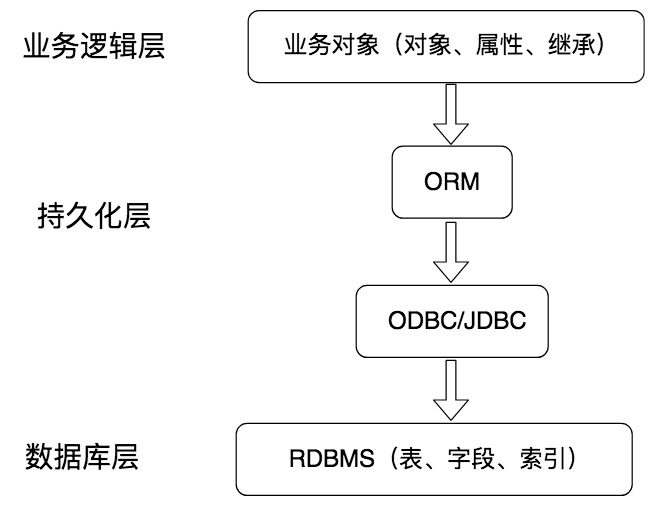 业务逻辑层
业务对象（对象、属性、继承）
ORM
持久化层
ODBC/JDBC
数据库层
RDBMS（表、字段、索引）